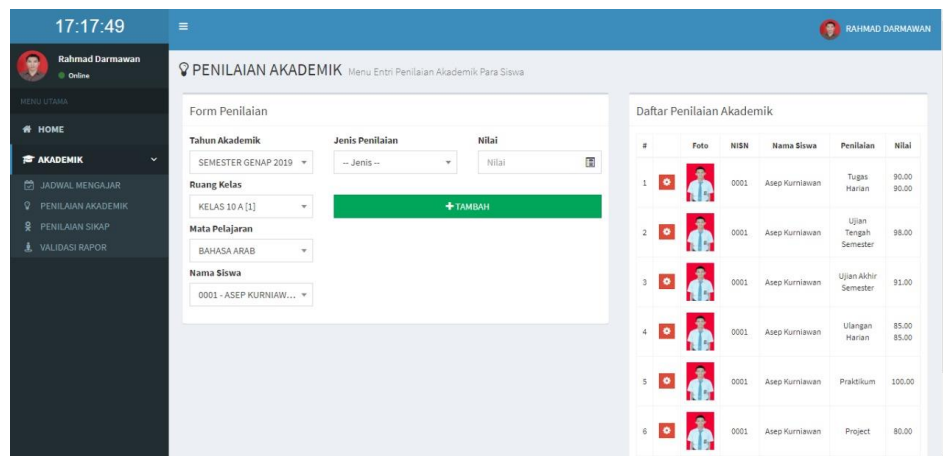 17:17:49
RAHMAD DARMAWAN
Rahmad Darmawan
Online
MENU UTAMA
HOME
AKADEMIK
JADWAL MENGAJAR
PENILAIAN AKADEMIK
PENILAIAN SIKAP
VALIDASI RAPOR
PENILAIAN AKADEMIK Menu Entri Penilaian Akademik Para Siswa
Form Penilaian
Tahun Akademik Jenis Penilaian Nilai
SEMESTER GENAP 2019 -- Jenis -- Nilai
Ruang Kelas
KELAS 10 A [1] + TAMBAH
Mata Pelajaran
BAHASA ARAB
Nama Siswa
0001 - ASEP KURNIAW...
Daftar Penilaian Akademik
# Foto NISN Nama Siswa Penilaian Nilai
1 0001 Asep Kurniawan Tugas Harian 90.00 90.00
2 0001 Asep Kurniawan Ujian Tengah Semester 98.00
3 0001 Asep Kurniawan Ujian Akhir Semester 91.00
4 0001 Asep Kurniawan Ulangan Harian 85.00 85.00
5 0001 Asep Kurniawan Praktikum 100.00
6 0001 Asep Kurniawan Project 80.00